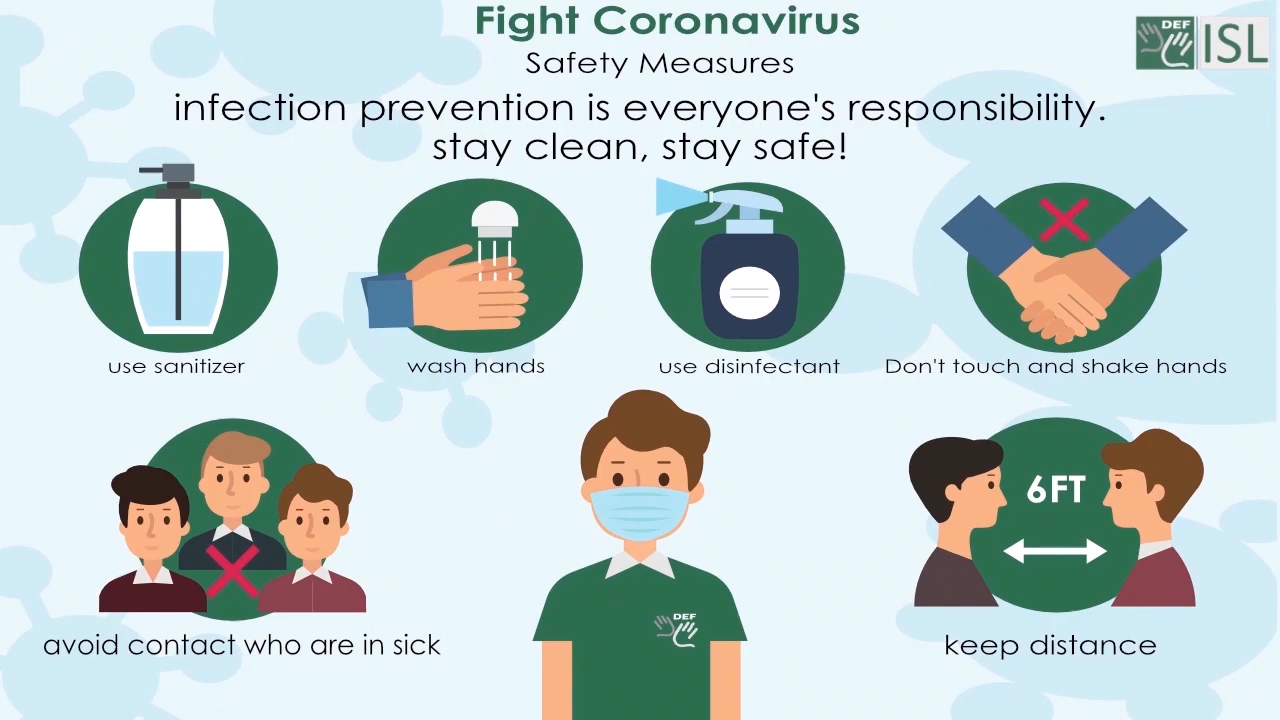 Fight Coronavirus
DEF
ISL
Safety Measures
infection prevention is everyone's responsibility.
stay clean, stay safe!
use sanitizer
wash hands
use disinfectant
Don't touch and shake hands
6FT
DEF
avoid contact who are in sick
keep distance